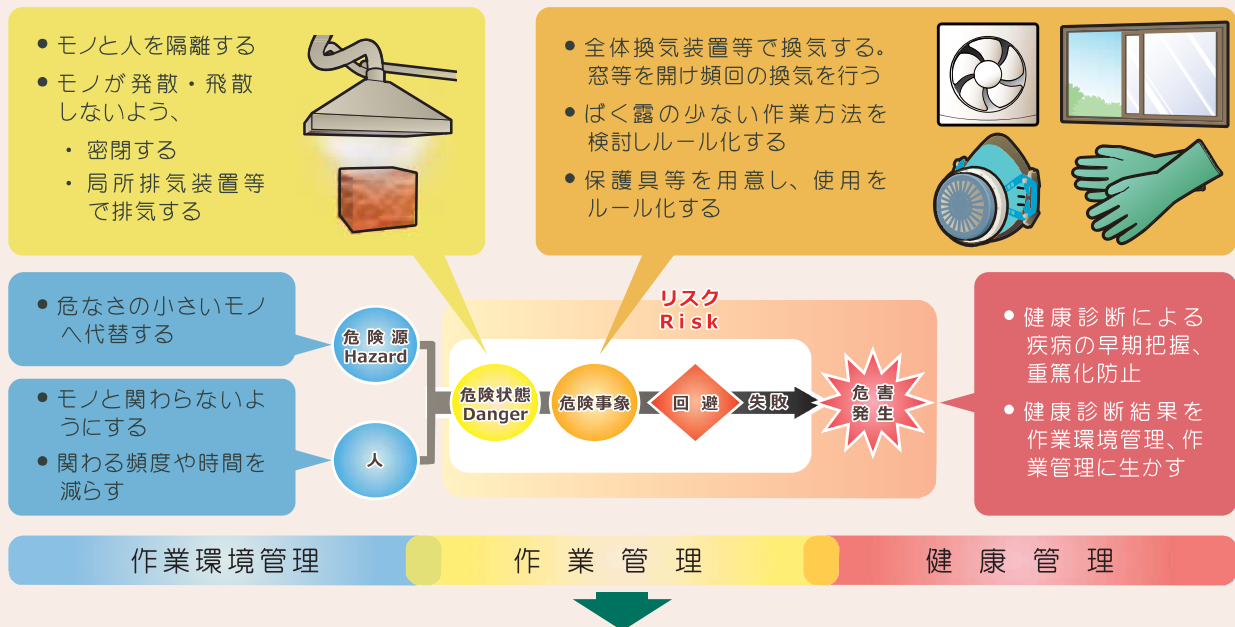 ● モノと人を隔離する
● モノが発散・飛散
しないよう、
・ 密閉する
・ 局所排気装置等
で排気する
● 全体換気装置等で換気する。
窓等を開け頻回の換気を行う
● ばく露の少ない作業方法を
検討しルール化する
● 保護具等を用意し、使用を
ルール化する
● 危なさの小さいモノ
へ代替する
● モノと関わらないよ
うにする
● 関わる頻度や時間を
減らす
危険源
Hazard
人
リスク
Risk
危険状態
Danger
危険事象
回避
失敗
危害
発生
● 健康診断による
疾病の早期把握、
重篤化防止
● 健康診断結果を
作業環境管理、作
業管理に生かす
作業環境管理
作業管理
健康管理